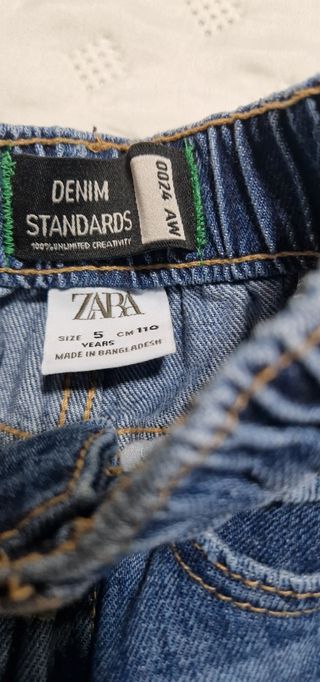 DENIM
STANDARDS
100%UNLIMITED CREATIVITY
0024 AW
ZARA
SIZE 5 CM 110
YEARS
MADE IN BANGLADESH